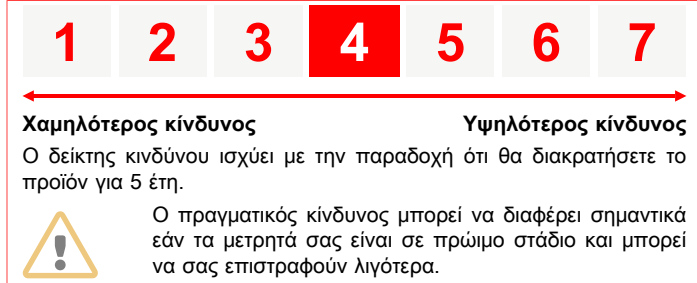 1 2 3 4 5 6 7
Χαμηλότερος κίνδυνος Υψηλότερος κίνδυνος
Ο δείκτης κινδύνου ισχύει με την παραδοχή ότι θα διακρατήσετε το
προϊόν για 5 έτη.
Ο πραγματικός κίνδυνος μπορεί να διαφέρει σημαντικά
εάν τα μετρητά σας είναι σε πρώιμο στάδιο και μπορεί
να σας επιστραφούν λιγότερα.